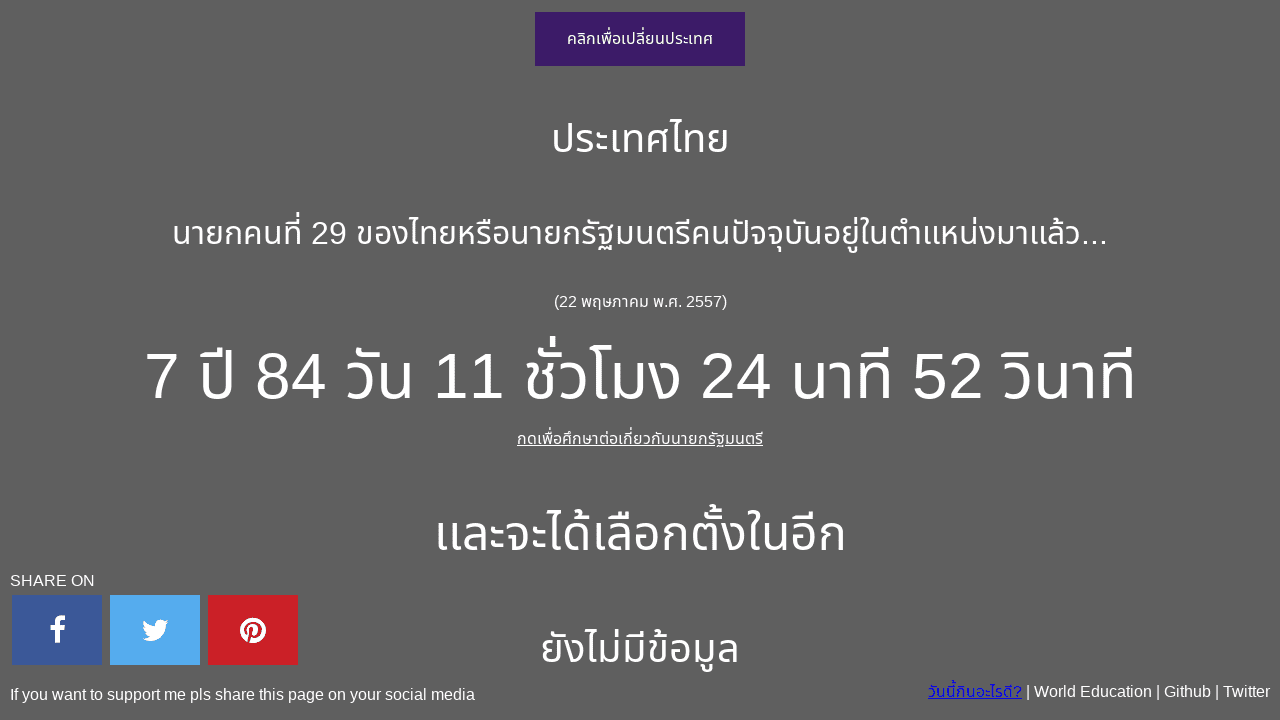 คลิกเพื่อเปลี่ยนประเทศ
ประเทศไทย
นายกคนที่ 29 ของไทยหรือนายกรัฐมนตรีคนปัจจุบันอยู่ในตำแหน่งมาแล้ว...
(22 พฤษภาคม พ.ศ. 2557)
7 ปี 84 วัน 11 ชั่วโมง 24 นาที 52 วินาที
กดเพื่อศึกษาต่อเกี่ยวกับนายกรัฐมนตรี
และจะได้เลือกตั้งในอีก
SHARE ON
ยังไม่มีข้อมูล
If you want to support me pls share this page on your social media
วันนี้กินอะไรดี? | World Education | Github | Twitter